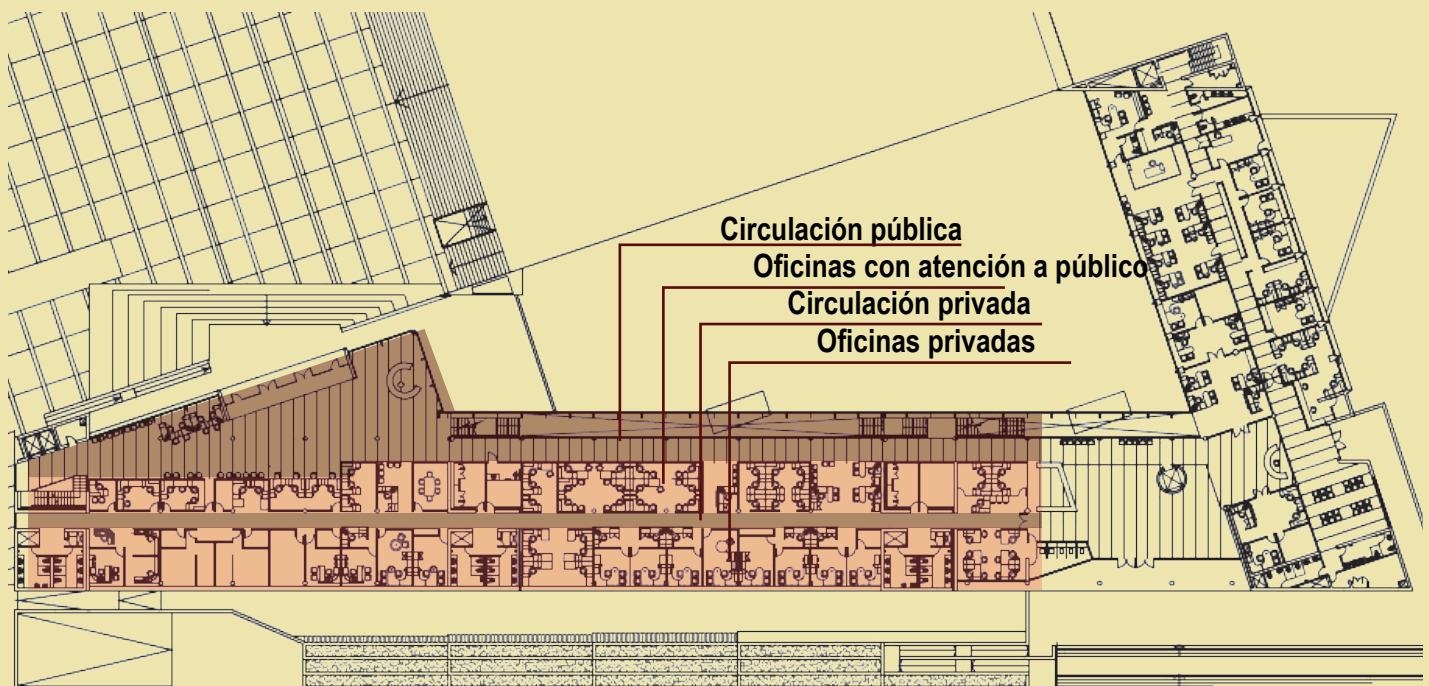 Circulación pública
Oficinas con atención a público
Circulación privada
Oficinas privadas